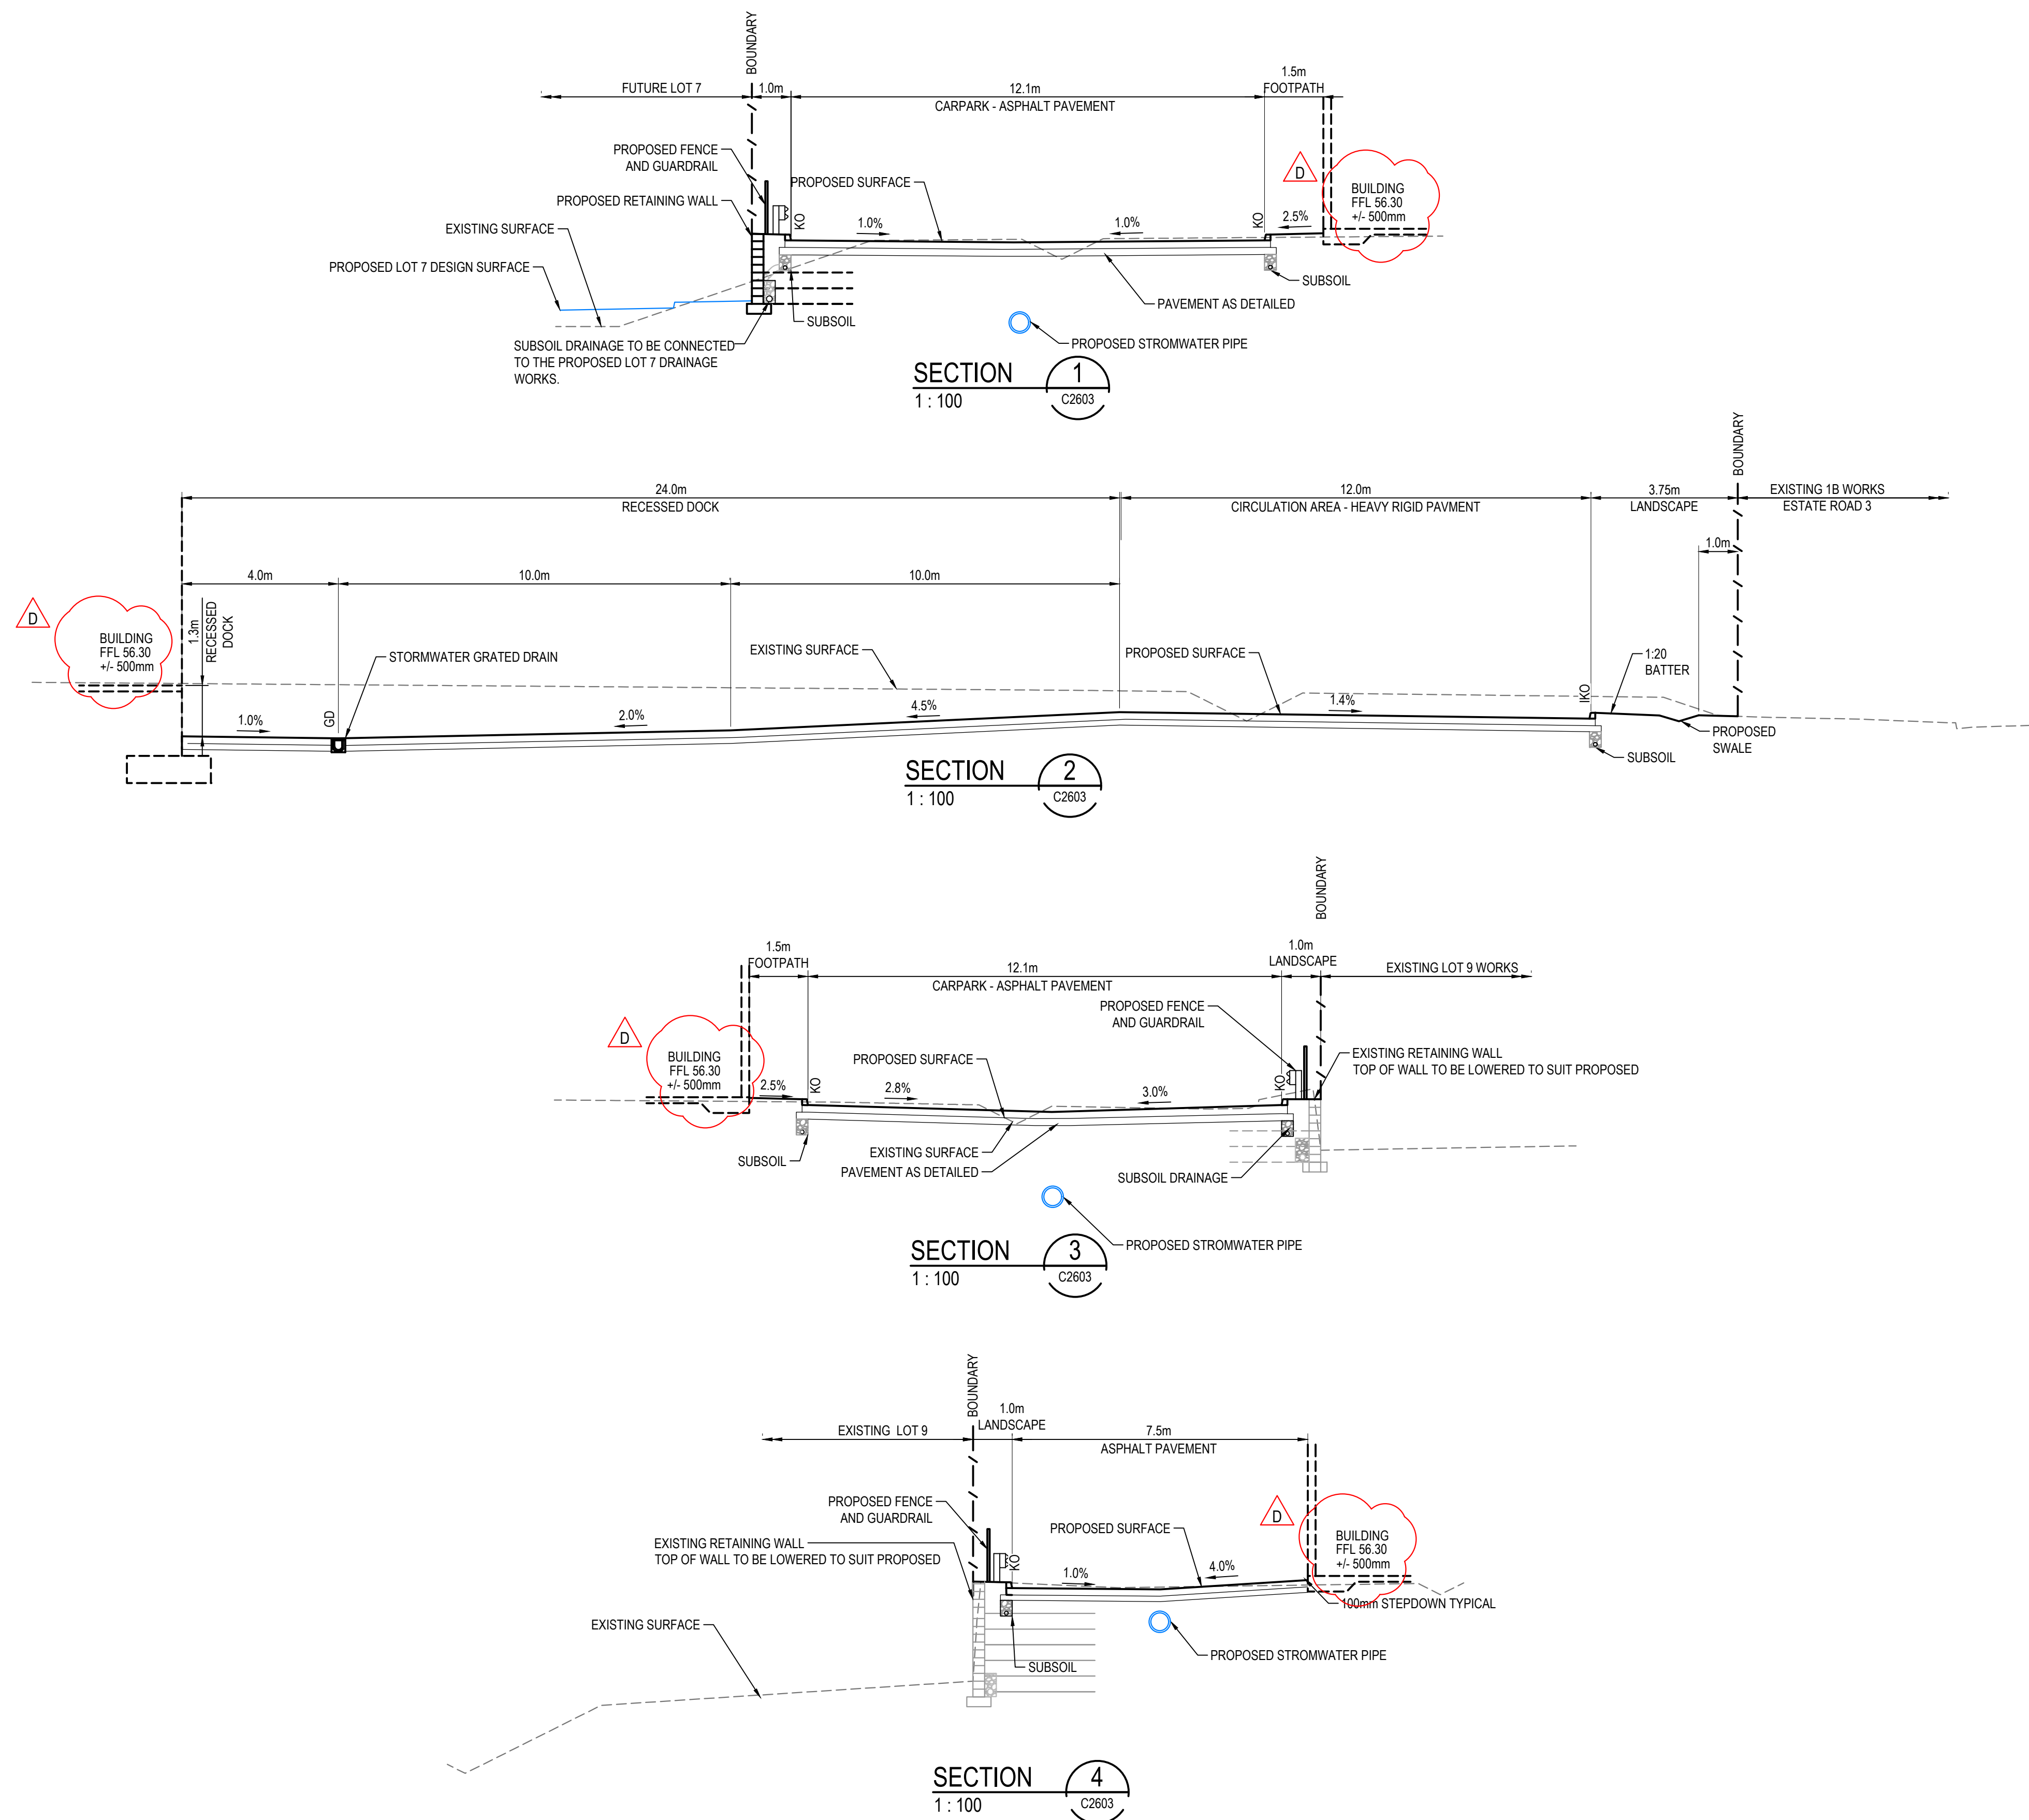 BOUNDARY
FUTURE LOT 7
1.0m
12.1m
CARPARK - ASPHALT PAVEMENT
1.5m
FOOTPATH
PROPOSED FENCE
AND GUARDRAIL
PROPOSED SURFACE
D
BUILDING
FFL 56.30
+/- 500mm
PROPOSED RETAINING WALL
KO
1.0%
1.0%
KO
2.5%
EXISTING SURFACE
PROPOSED LOT 7 DESIGN SURFACE
SUBSOIL
PAVEMENT AS DETAILED
SUBSOIL
SUBSOIL DRAINAGE TO BE CONNECTED
TO THE PROPOSED LOT 7 DRAINAGE
WORKS.
PROPOSED STROMWATER PIPE
SECTION
1
1 : 100
C2603
BOUNDARY
24.0m
RECESSED DOCK
12.0m
CIRCULATION AREA - HEAVY RIGID PAVMENT
3.75m
LANDSCAPE
EXISTING 1B WORKS
ESTATE ROAD 3
1.0m
4.0m
10.0m
10.0m
D
BUILDING
FFL 56.30
+/- 500mm
1.3m
RECESSED
DOCK
STORMWATER GRATED DRAIN
EXISTING SURFACE
PROPOSED SURFACE
1:20
BATTER
1.0%
GD
2.0%
4.5%
1.4%
IKO
PROPOSED
SWALE
SUBSOIL
SECTION
2
1 : 100
C2603
BOUNDARY
1.5m
FOOTPATH
12.1m
CARPARK - ASPHALT PAVEMENT
1.0m
LANDSCAPE
EXISTING LOT 9 WORKS
PROPOSED FENCE
AND GUARDRAIL
D
BUILDING
FFL 56.30
+/- 500mm
PROPOSED SURFACE
EXISTING RETAINING WALL
TOP OF WALL TO BE LOWERED TO SUIT PROPOSED
2.5%
KO
2.8%
3.0%
KO
SUBSOIL
EXISTING SURFACE
PAVEMENT AS DETAILED
SUBSOIL DRAINAGE
PROPOSED STROMWATER PIPE
SECTION
3
1 : 100
C2603
BOUNDARY
EXISTING LOT 9
1.0m
LANDSCAPE
7.5m
ASPHALT PAVEMENT
PROPOSED FENCE
AND GUARDRAIL
PROPOSED SURFACE
D
BUILDING
FFL 56.30
+/- 500mm
EXISTING RETAINING WALL
TOP OF WALL TO BE LOWERED TO SUIT PROPOSED
KO
1.0%
4.0%
100mm STEPDOWN TYPICAL
EXISTING SURFACE
SUBSOIL
PROPOSED STROMWATER PIPE
SECTION
4
1 : 100
C2603